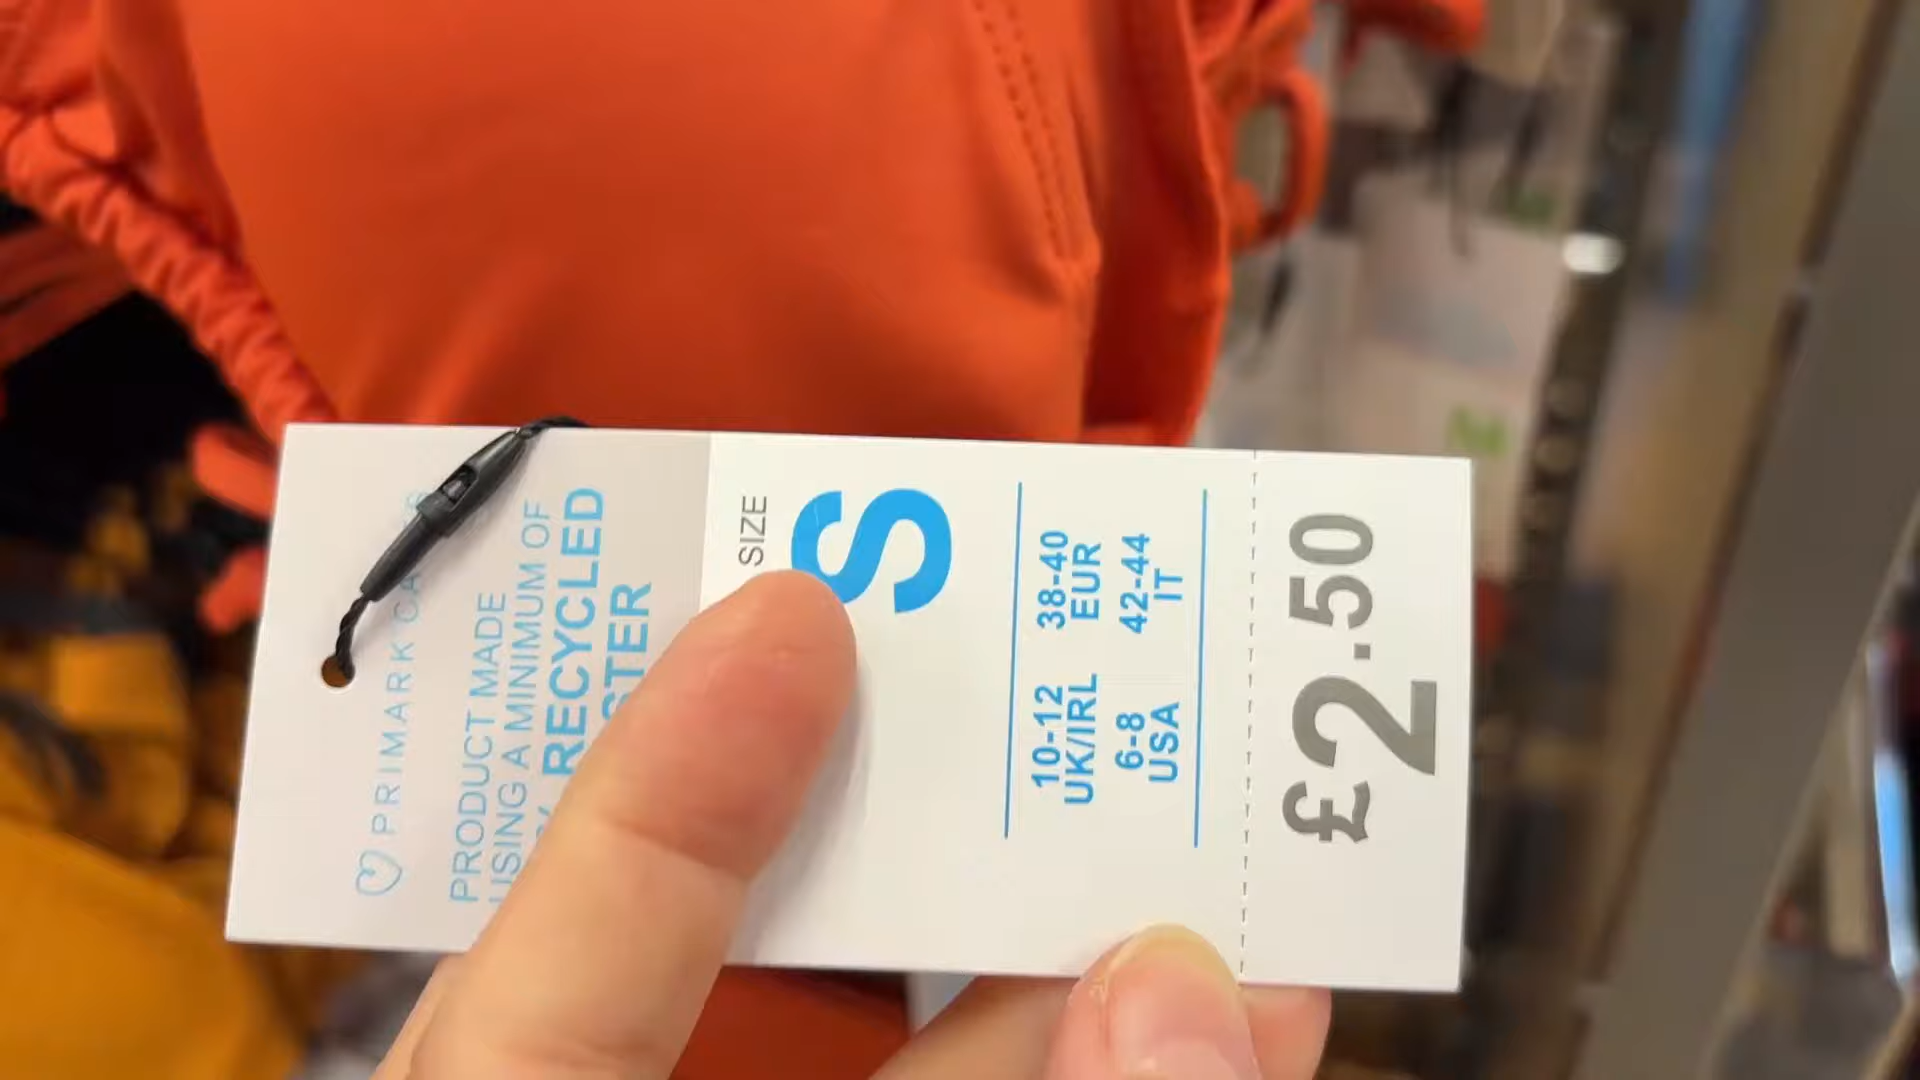 PRIMARK CA
PRODUCT MADE
USING A MINIMUM OF
% RECYCLED
STER
SIZE
S
10-12 38-40
UK/IRL EUR
6-8 42-44
USA IT
£2.50